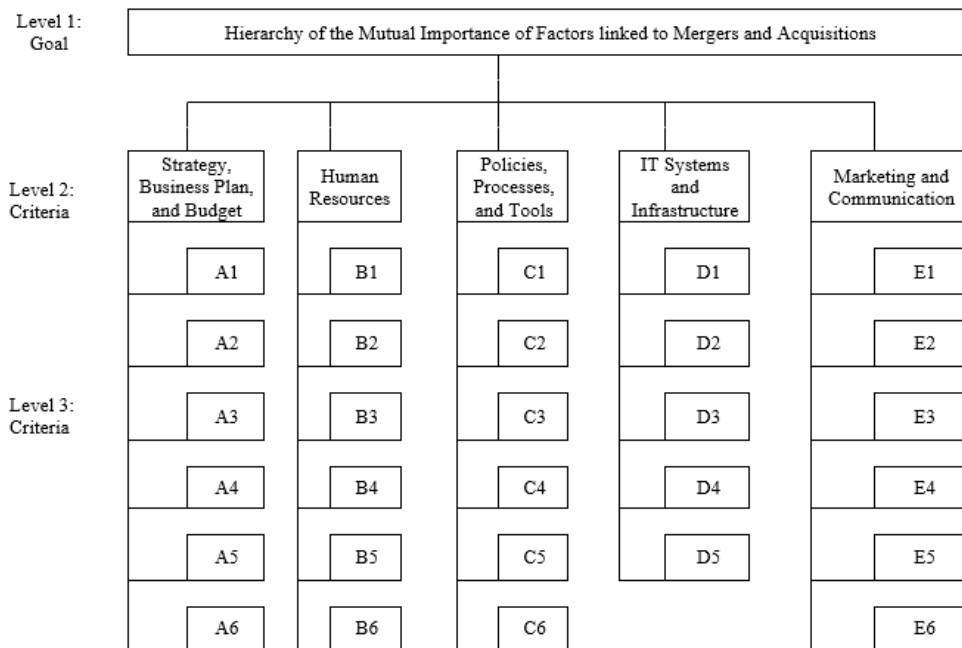 Level 1:
Goal
Hierarchy of the Mutual Importance of Factors linked to Mergers and Acquisitions
Level 2:
Criteria
Strategy,
Business Plan,
and Budget
Human
Resources
Policies,
Processes,
and Tools
IT Systems
and
Infrastructure
Marketing and
Communication
A1
B1
C1
D1
E1
A2
B2
C2
D2
E2
Level 3:
Criteria
A3
B3
C3
D3
E3
A4
B4
C4
D4
E4
A5
B5
C5
D5
E5
A6
B6
C6
E6